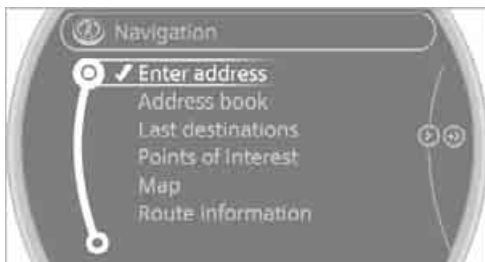 Navigation
Enter address
Address book
Last destinations
Points of Interest
Map
Route information